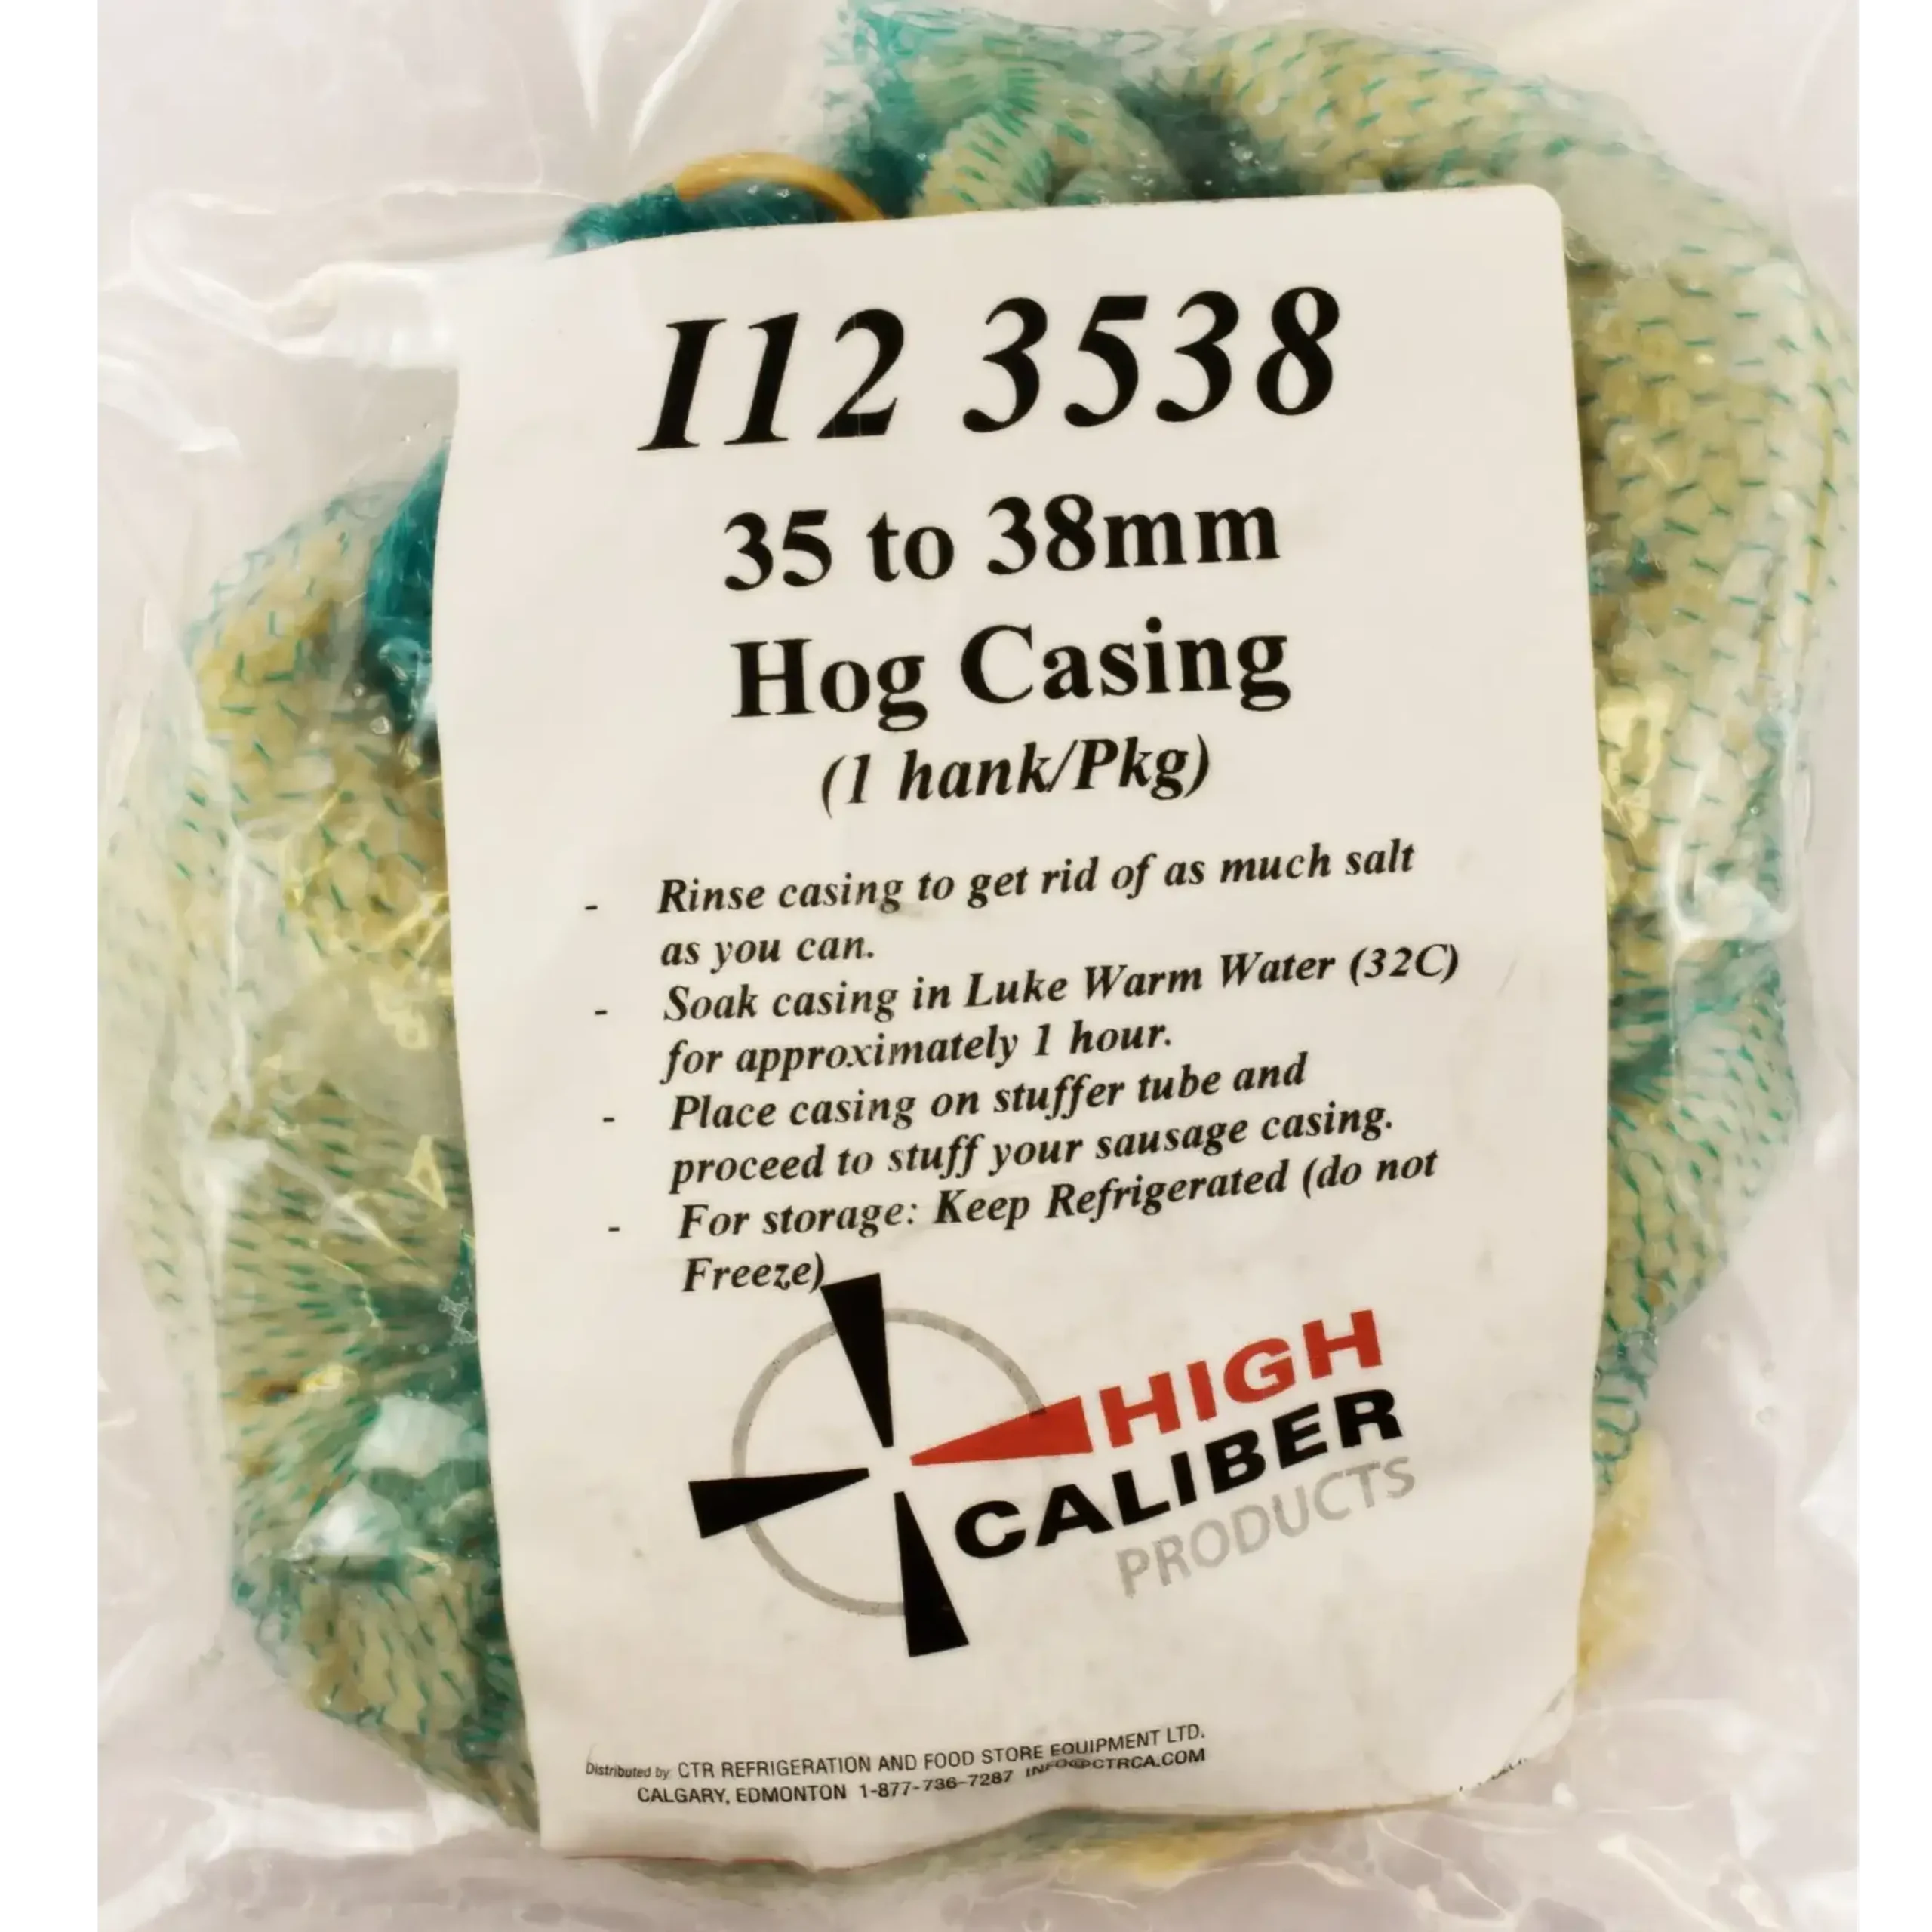 I12 3538
35 to 38mm
Hog Casing
(1 hank/Pkg)
- Rinse casing to get rid of as much salt
as you can.
- Soak casing in Luke Warm Water (32C)
for approximately 1 hour.
- Place casing on stuffer tube and
proceed to stuff your sausage casing.
- For storage: Keep Refrigerated (do not
Freeze)
HIGH
CALIBER
PRODUCTS
Distributed by: CTR REFRIGERATION AND FOOD STORE EQUIPMENT LTD.
CALGARY, EDMONTON 1-877-736-7287 INFO@CTRCA.COM